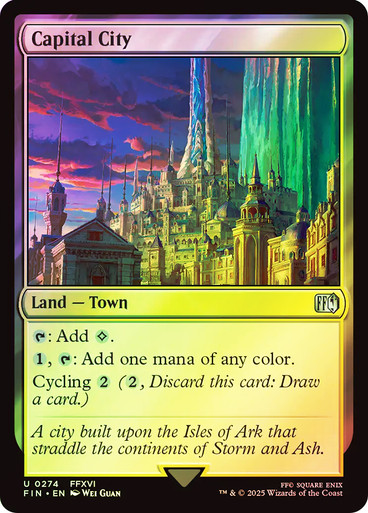 Capital City
Land — Town
FFXVI
: Add .
1, : Add one mana of any color.
Cycling 2 (2, Discard this card: Draw
a card.)
A city built upon the Isles of Ark that
straddle the continents of Storm and Ash.
U 0274 FFXVI
FIN • EN Wei Guan
FF© SQUARE ENIX
™ & © 2025 Wizards of the Coast